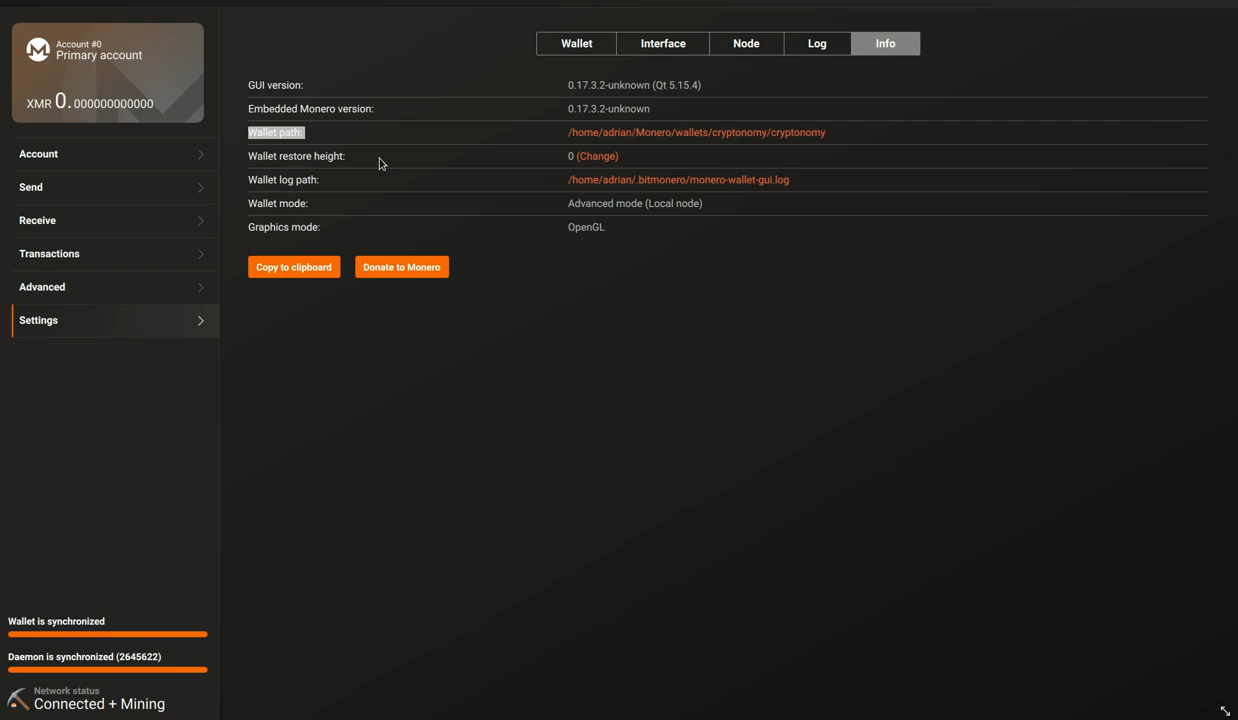 Account #0
Primary account
XMR 0.000000000000
Account
Send
Receive
Transactions
Advanced
Settings
Wallet is synchronized
Daemon is synchronized (2645622)
Network status
Connected + Mining
Wallet Interface Node Log Info
GUI version: 0.17.3.2-unknown (Qt 5.15.4)
Embedded Monero version: 0.17.3.2-unknown
Wallet path: /home/adrian/Monero/wallets/cryptonomy/cryptonomy
Wallet restore height: 0 (Change)
Wallet log path: /home/adrian/.bitmonero/monero-wallet-gui.log
Wallet mode: Advanced mode (Local node)
Graphics mode: OpenGL
Copy to clipboard Donate to Monero